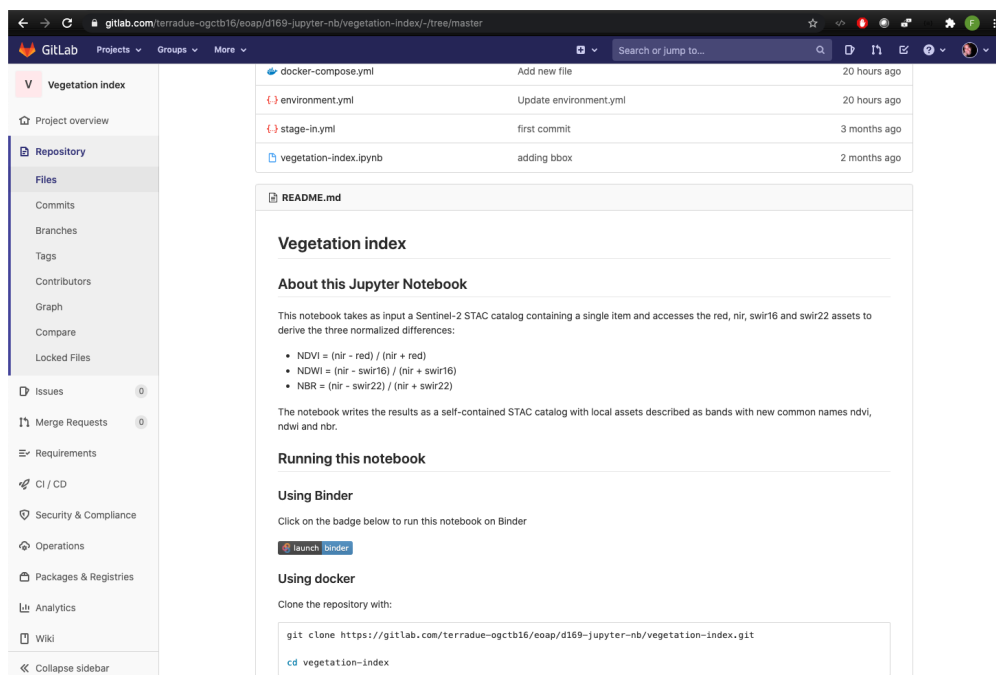 gitlab.com/terradue-ogctb16/eoap/d169-jupyter-nb/vegetation-index/-/tree/master
F
GitLab Projects Groups More Search or jump to...
V Vegetation index
Project overview
Repository
Files
Commits
Branches
Tags
Contributors
Graph
Compare
Locked Files
Issues 0
Merge Requests 0
Requirements
CI / CD
Security & Compliance
Operations
Packages & Registries
Analytics
Wiki
Collapse sidebar
docker-compose.yml Add new file 20 hours ago
environment.yml Update environment.yml 20 hours ago
stage-in.yml first commit 3 months ago
vegetation-index.ipynb adding bbox 2 months ago
README.md
Vegetation index
About this Jupyter Notebook
This notebook takes as input a Sentinel-2 STAC catalog containing a single item and accesses the red, nir, swir16 and swir22 assets to
derive the three normalized differences:
• NDVI = (nir - red) / (nir + red)
• NDWI = (nir - swir16) / (nir + swir16)
• NBR = (nir - swir22) / (nir + swir22)
The notebook writes the results as a self-contained STAC catalog with local assets described as bands with new common names ndvi,
ndwi and nbr.
Running this notebook
Using Binder
Click on the badge below to run this notebook on Binder
launch binder
Using docker
Clone the repository with:
git clone https://gitlab.com/terradue-ogctb16/eoap/d169-jupyter-nb/vegetation-index.git
cd vegetation-index